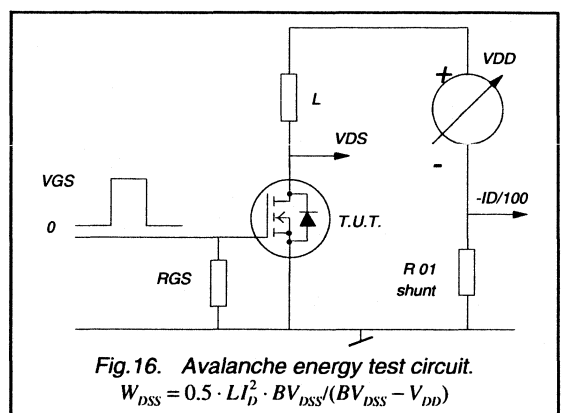 +
VDD
L
VDS
-
VGS
-ID/100
0
T.U.T.
RGS
R 01
shunt
Fig.16. Avalanche energy test circuit.
W_DSS = 0.5 · LI_D^2 · BV_DSS/(BV_DSS − V_DD)